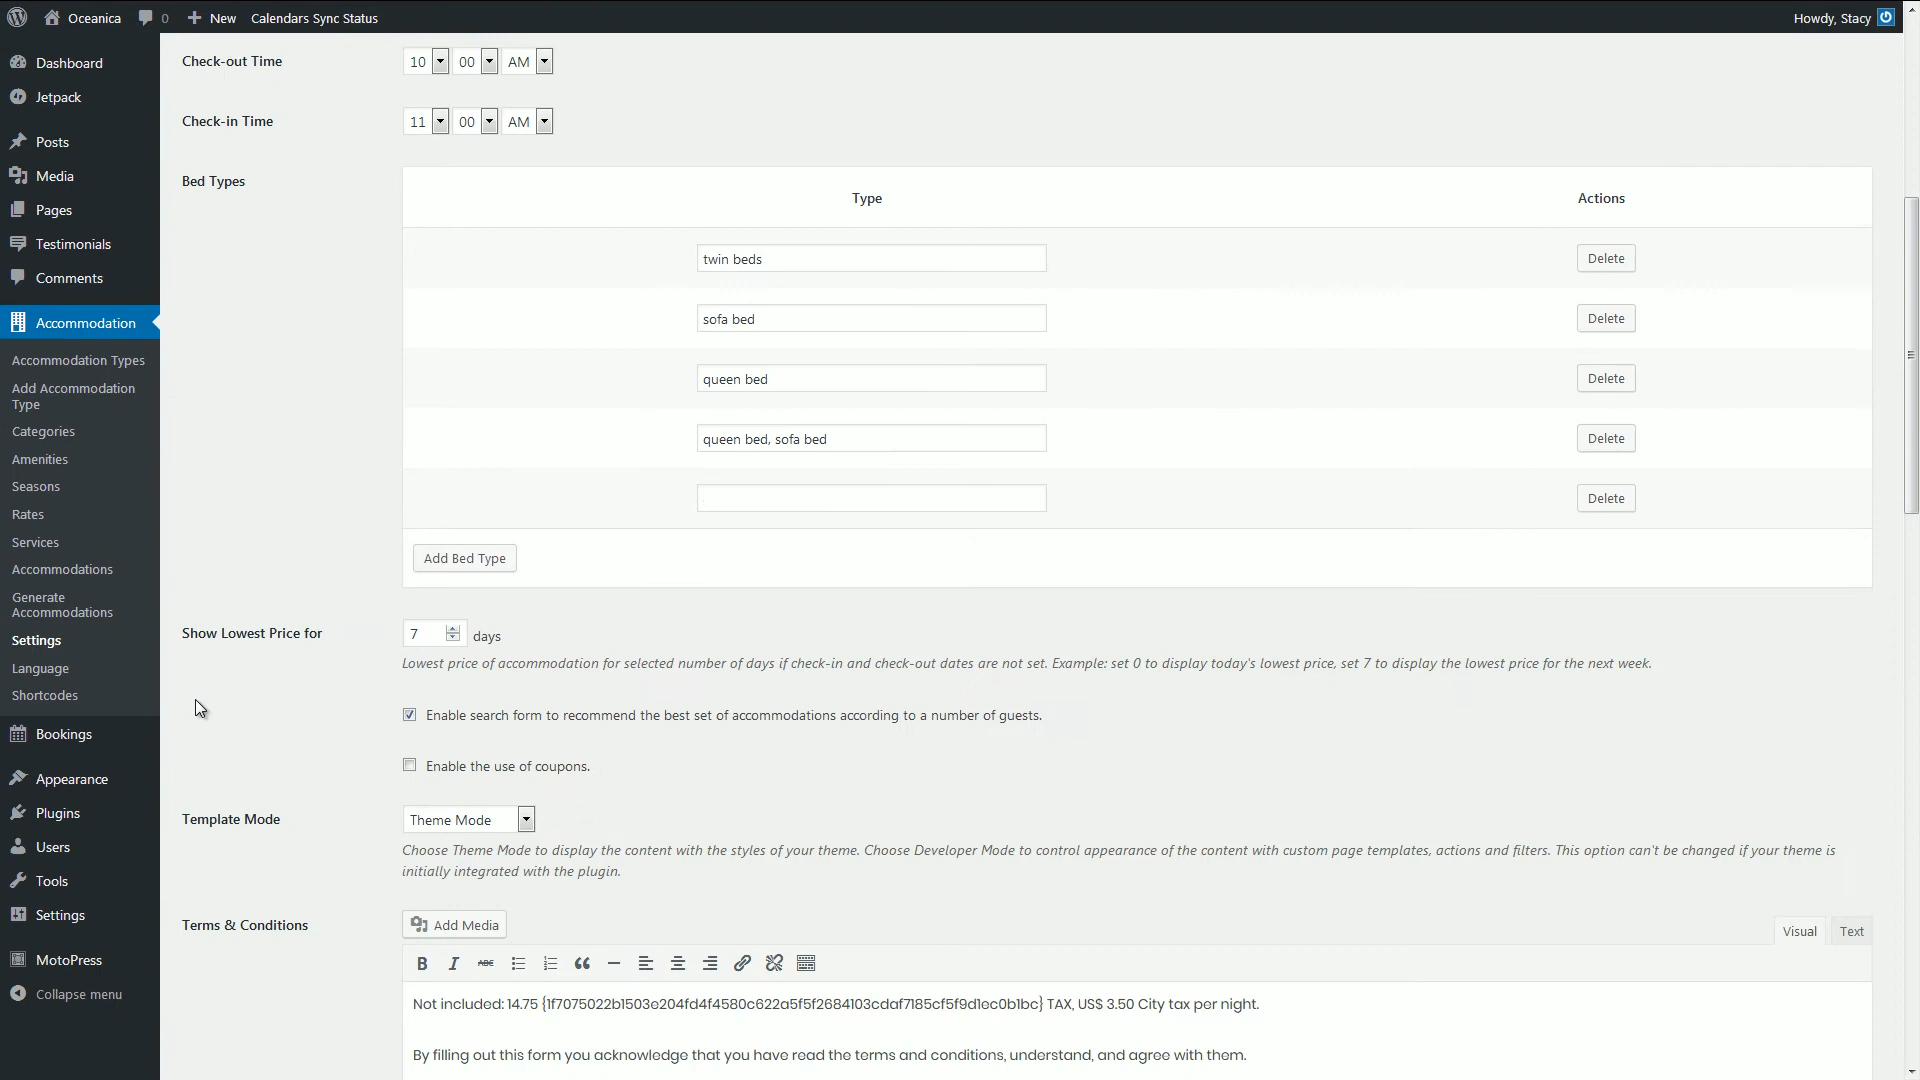 Oceanica
0
New
Calendars Sync Status
Howdy, Stacy
Dashboard
Jetpack
Posts
Media
Pages
Testimonials
Comments
Accommodation
Accommodation Types
Add Accommodation
Type
Categories
Amenities
Seasons
Rates
Services
Accommodations
Generate
Accommodations
Settings
Language
Shortcodes
Bookings
Appearance
Plugins
Users
Tools
Settings
MotoPress
Collapse menu
Check-out Time
10 00 AM
Check-in Time
11 00 AM
Bed Types
Type Actions
twin beds Delete
sofa bed Delete
queen bed Delete
queen bed, sofa bed Delete
Delete
Add Bed Type
Show Lowest Price for
7 days
Lowest price of accommodation for selected number of days if check-in and check-out dates are not set. Example: set 0 to display today's lowest price, set 7 to display the lowest price for the next week.
Enable search form to recommend the best set of accommodations according to a number of guests.
Enable the use of coupons.
Template Mode
Theme Mode
Choose Theme Mode to display the content with the styles of your theme. Choose Developer Mode to control appearance of the content with custom page templates, actions and filters. This option can't be changed if your theme is
initially integrated with the plugin.
Terms & Conditions
Add Media
Visual Text
B I ABC
Not included: 14.75 {1f7075022b1503e204fd4f4580c622a5f5f2684103cdaf7185cf5f9d1ec0b1bc} TAX, US$ 3.50 City tax per night.
By filling out this form you acknowledge that you have read the terms and conditions, understand, and agree with them.